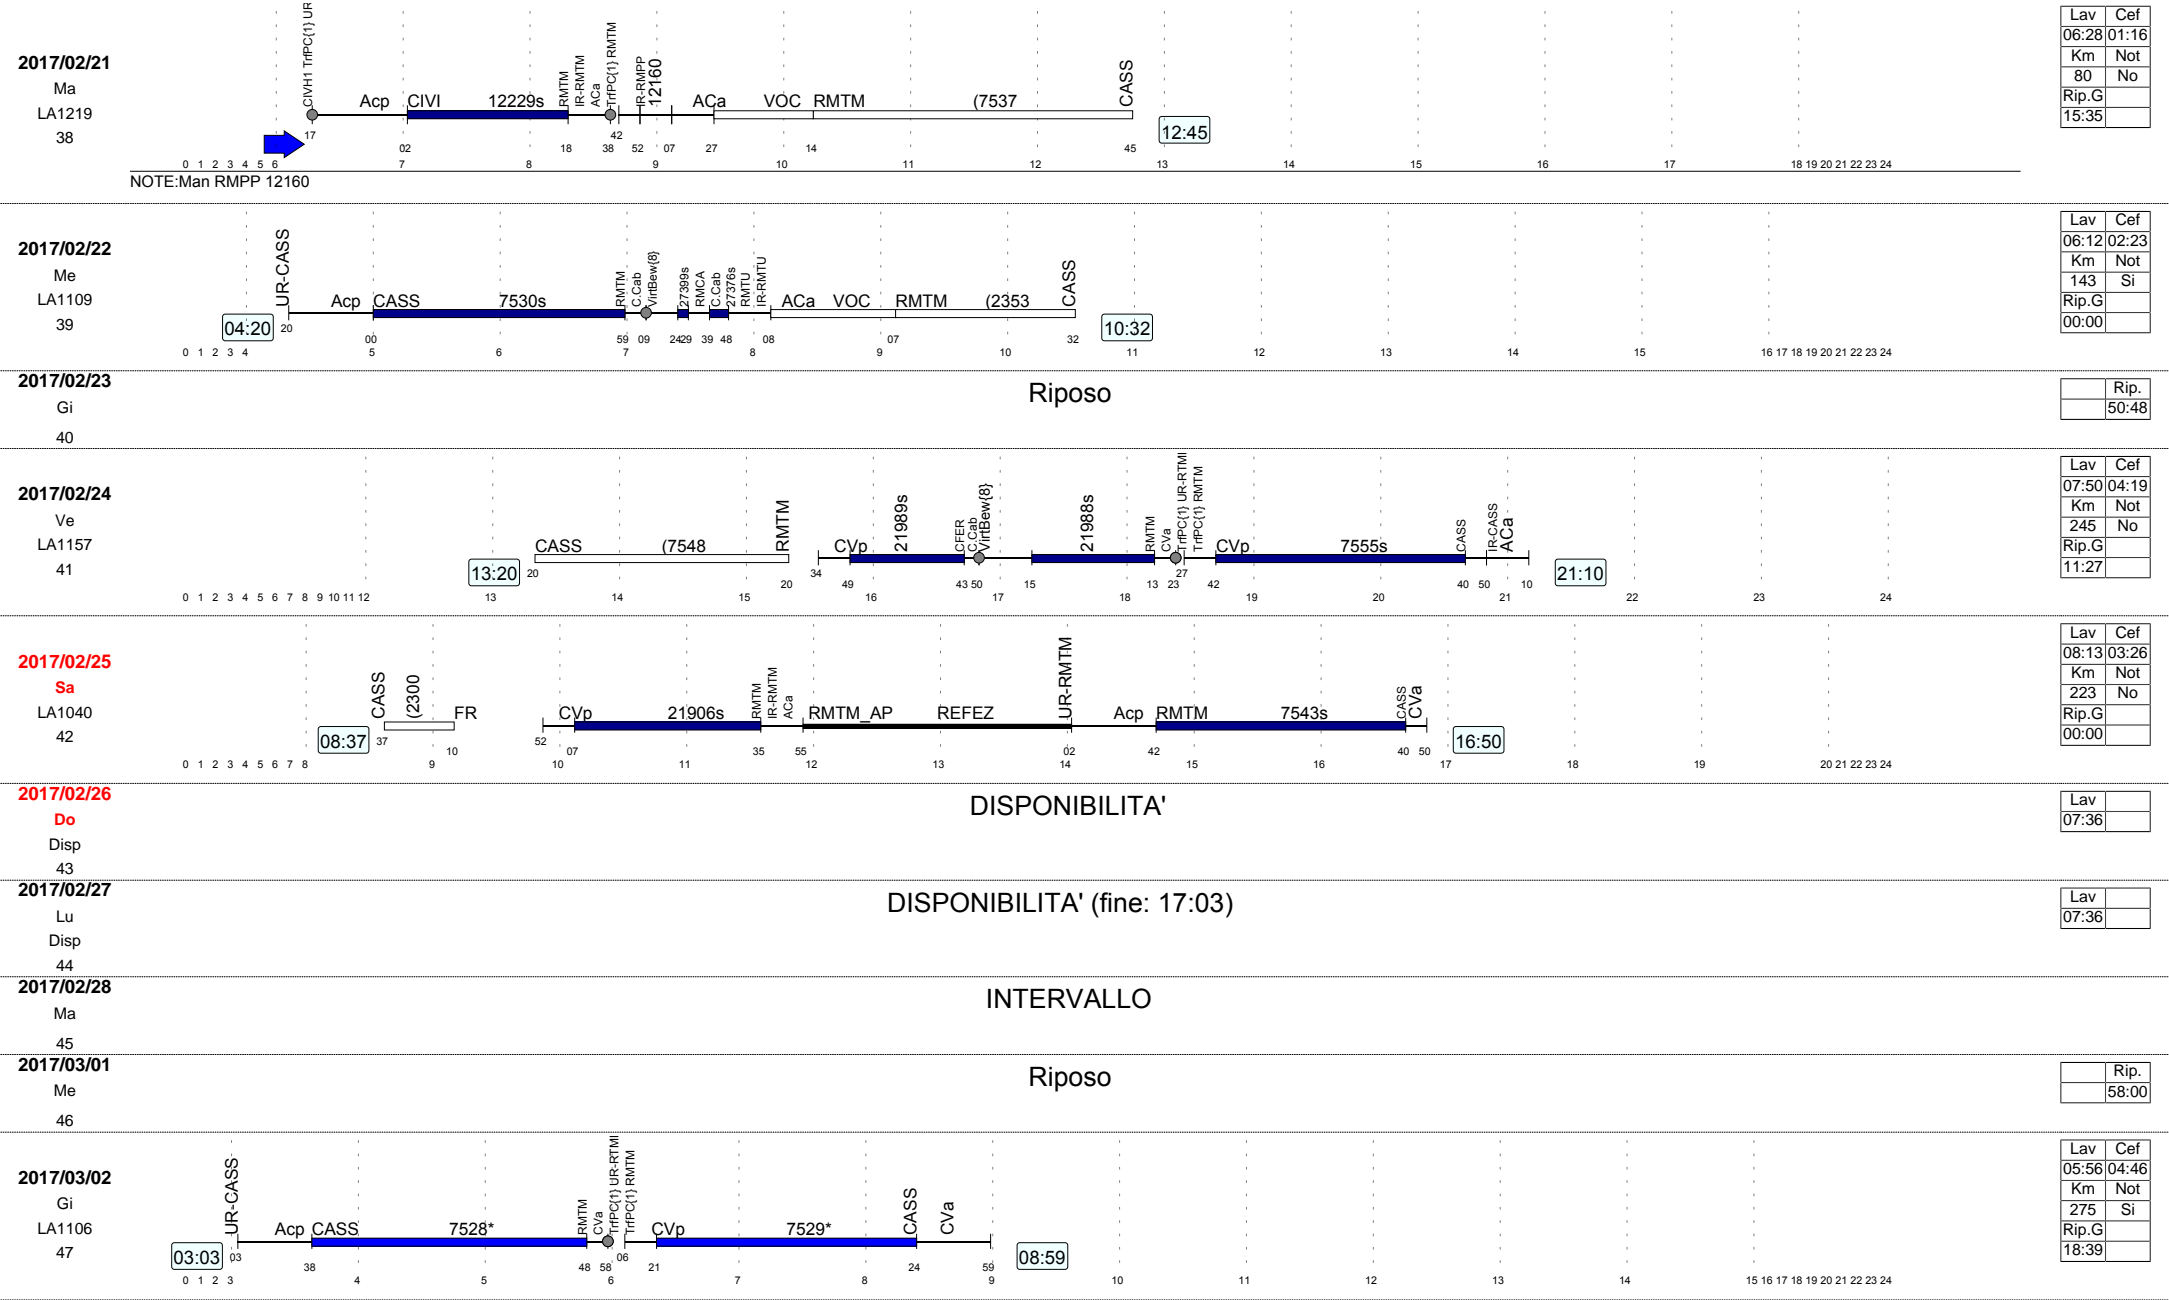 2017/02/21
Ma
LA1219
38
CIVH1 TrfPC{1} UR
Acp CIVI 12229s RMTM IR-RMTM ACa TrfPC{1} RMTM IR-RMPP 12160 ACa VOC RMTM (7537 CASS
17 02 18 38 42 52 07 27 14 45
12:45
0 1 2 3 4 5 6 7 8 9 10 11 12 13 14 15 16 17 18 19 20 21 22 23 24
NOTE:Man RMPP 12160
Lav Cef
06:28 01:16
Km Not
80 No
Rip.G
15:35
2017/02/22
Me
LA1109
39
04:20
UR-CASS Acp CASS 7530s RMTM C.Cab VirtBew{8} 27399s RMCA C.Cab 27376s RMTU IR-RMTU ACa VOC RMTM (2353 CASS
20 00 59 09 24 29 39 48 08 07 32
10:32
0 1 2 3 4 5 6 7 8 9 10 11 12 13 14 15 16 17 18 19 20 21 22 23 24
Lav Cef
06:12 02:23
Km Not
143 Si
Rip.G
00:00
2017/02/23
Gi
40
Riposo
Rip.
50:48
2017/02/24
Ve
LA1157
41
13:20
CASS (7548 RMTM CVp 21989s CFER C.Cab VirtBew{8} 21988s RMTM CVa TrfPC{1} UR-RTMI TrfPC{1} RMTM CVp 7555s CASS IR-CASS ACa
20 20 34 49 43 50 15 13 23 27 42 40 50 10
21:10
0 1 2 3 4 5 6 7 8 9 10 11 12 13 14 15 16 17 18 19 20 21 22 23 24
Lav Cef
07:50 04:19
Km Not
245 No
Rip.G
11:27
2017/02/25
Sa
LA1040
42
08:37
CASS (2300 FR CVp 21906s RMTM IR-RMTM ACa RMTM_AP REFEZ UR-RMTM Acp RMTM 7543s CASS CVa
37 10 52 07 35 55 02 42 40 50
16:50
0 1 2 3 4 5 6 7 8 9 10 11 12 13 14 15 16 17 18 19 20 21 22 23 24
Lav Cef
08:13 03:26
Km Not
223 No
Rip.G
00:00
2017/02/26
Do
Disp
43
DISPONIBILITA'
Lav
07:36
2017/02/27
Lu
Disp
44
DISPONIBILITA' (fine: 17:03)
Lav
07:36
2017/02/28
Ma
45
INTERVALLO
2017/03/01
Me
46
Riposo
Rip.
58:00
2017/03/02
Gi
LA1106
47
03:03
UR-CASS Acp CASS 7528* RMTM CVa TrfPC{1} UR-RTMI TrfPC{1} RMTM CVp 7529* CASS CVa
03 38 48 58 06 21 24 59
08:59
0 1 2 3 4 5 6 7 8 9 10 11 12 13 14 15 16 17 18 19 20 21 22 23 24
Lav Cef
05:56 04:46
Km Not
275 Si
Rip.G
18:39